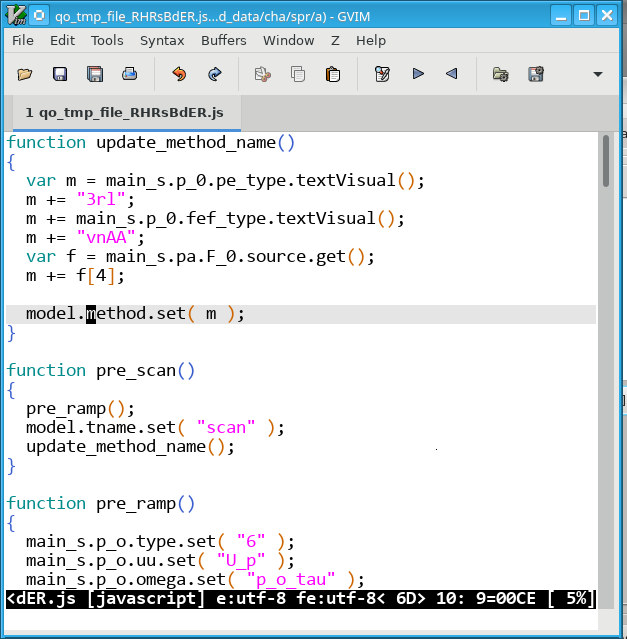 qo_tmp_file_RHRsBdER.js...d_data/cha/spr/a) - GVIM
File Edit Tools Syntax Buffers Window Z Help
1 qo_tmp_file_RHRsBdER.js
function update_method_name()
{
  var m = main_s.p_0.pe_type.textVisual();
  m += "3rl";
  m += main_s.p_0.fef_type.textVisual();
  m += "vnAA";
  var f = main_s.pa.F_0.source.get();
  m += f[4];
  model.method.set( m );
}
function pre_scan()
{
  pre_ramp();
  model.tname.set( "scan" );
  update_method_name();
}
function pre_ramp()
{
  main_s.p_o.type.set( "6" );
  main_s.p_o.uu.set( "U_p" );
  main_s.p_o.omega.set( "p_o_tau" );
<dER.js [javascript] e:utf-8 fe:utf-8< 6D> 10: 9=00CE [ 5%]